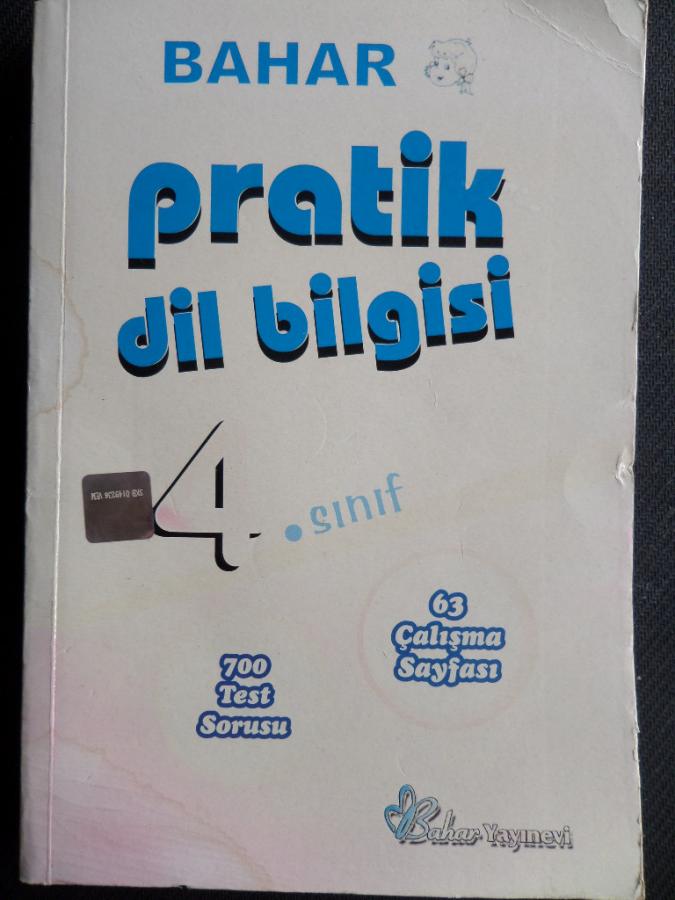 BAHAR
pratik
dil bilgisi
4.sınıf
63
Çalışma
Sayfası
700
Test
Sorusu
Bahar Yayınevi